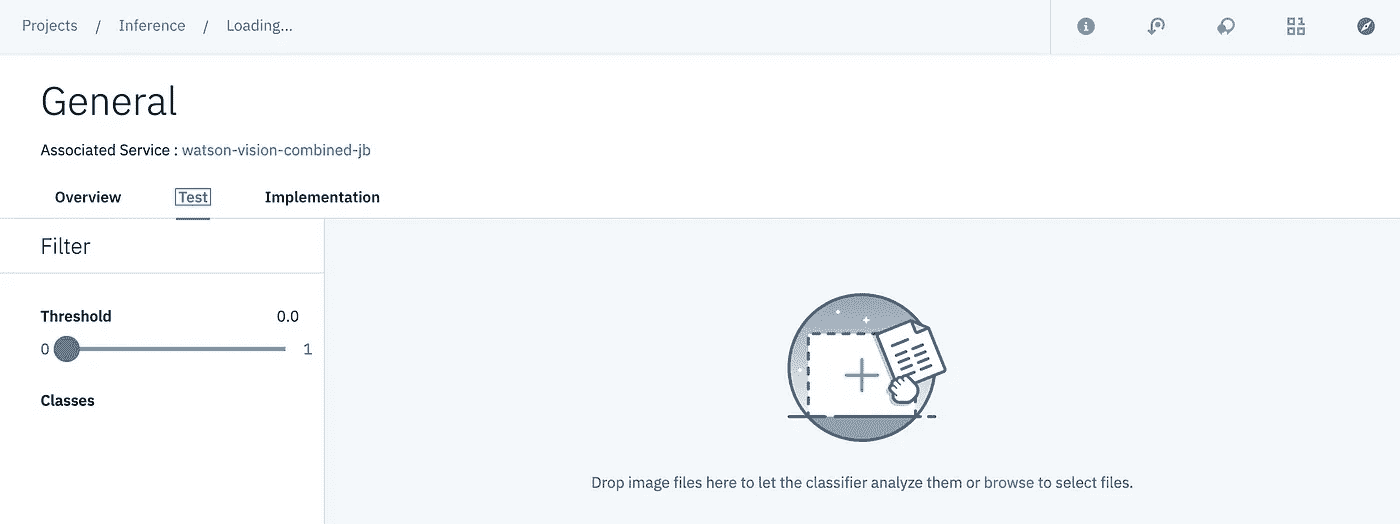 Projects / Inference / Loading...
General
Associated Service : watson-vision-combined-jb
Overview Test Implementation
Filter
Threshold 0.0
0 1
Classes
Drop image files here to let the classifier analyze them or browse to select files.